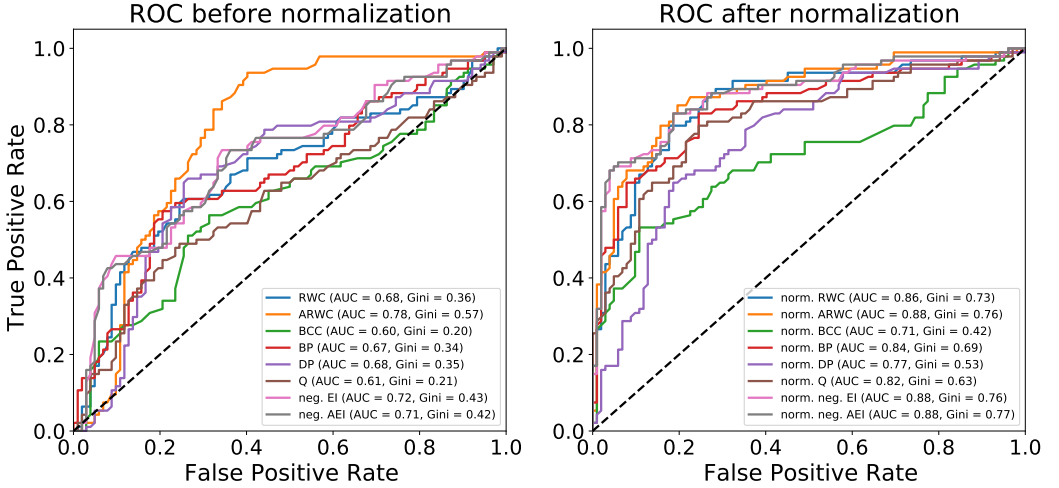 ROC before normalization
True Positive Rate
1.0
0.8
0.6
0.4
0.2
0.0
RWC (AUC = 0.68, Gini = 0.36)
ARWC (AUC = 0.78, Gini = 0.57)
BCC (AUC = 0.60, Gini = 0.20)
BP (AUC = 0.67, Gini = 0.34)
DP (AUC = 0.68, Gini = 0.35)
Q (AUC = 0.61, Gini = 0.21)
neg. EI (AUC = 0.72, Gini = 0.43)
neg. AEI (AUC = 0.71, Gini = 0.42)
0.0 0.2 0.4 0.6 0.8 1.0
False Positive Rate
ROC after normalization
1.0
0.8
0.6
0.4
0.2
0.0
norm. RWC (AUC = 0.86, Gini = 0.73)
norm. ARWC (AUC = 0.88, Gini = 0.76)
norm. BCC (AUC = 0.71, Gini = 0.42)
norm. BP (AUC = 0.84, Gini = 0.69)
norm. DP (AUC = 0.77, Gini = 0.53)
norm. Q (AUC = 0.82, Gini = 0.63)
norm. neg. EI (AUC = 0.88, Gini = 0.76)
norm. neg. AEI (AUC = 0.88, Gini = 0.77)
0.0 0.2 0.4 0.6 0.8 1.0
False Positive Rate